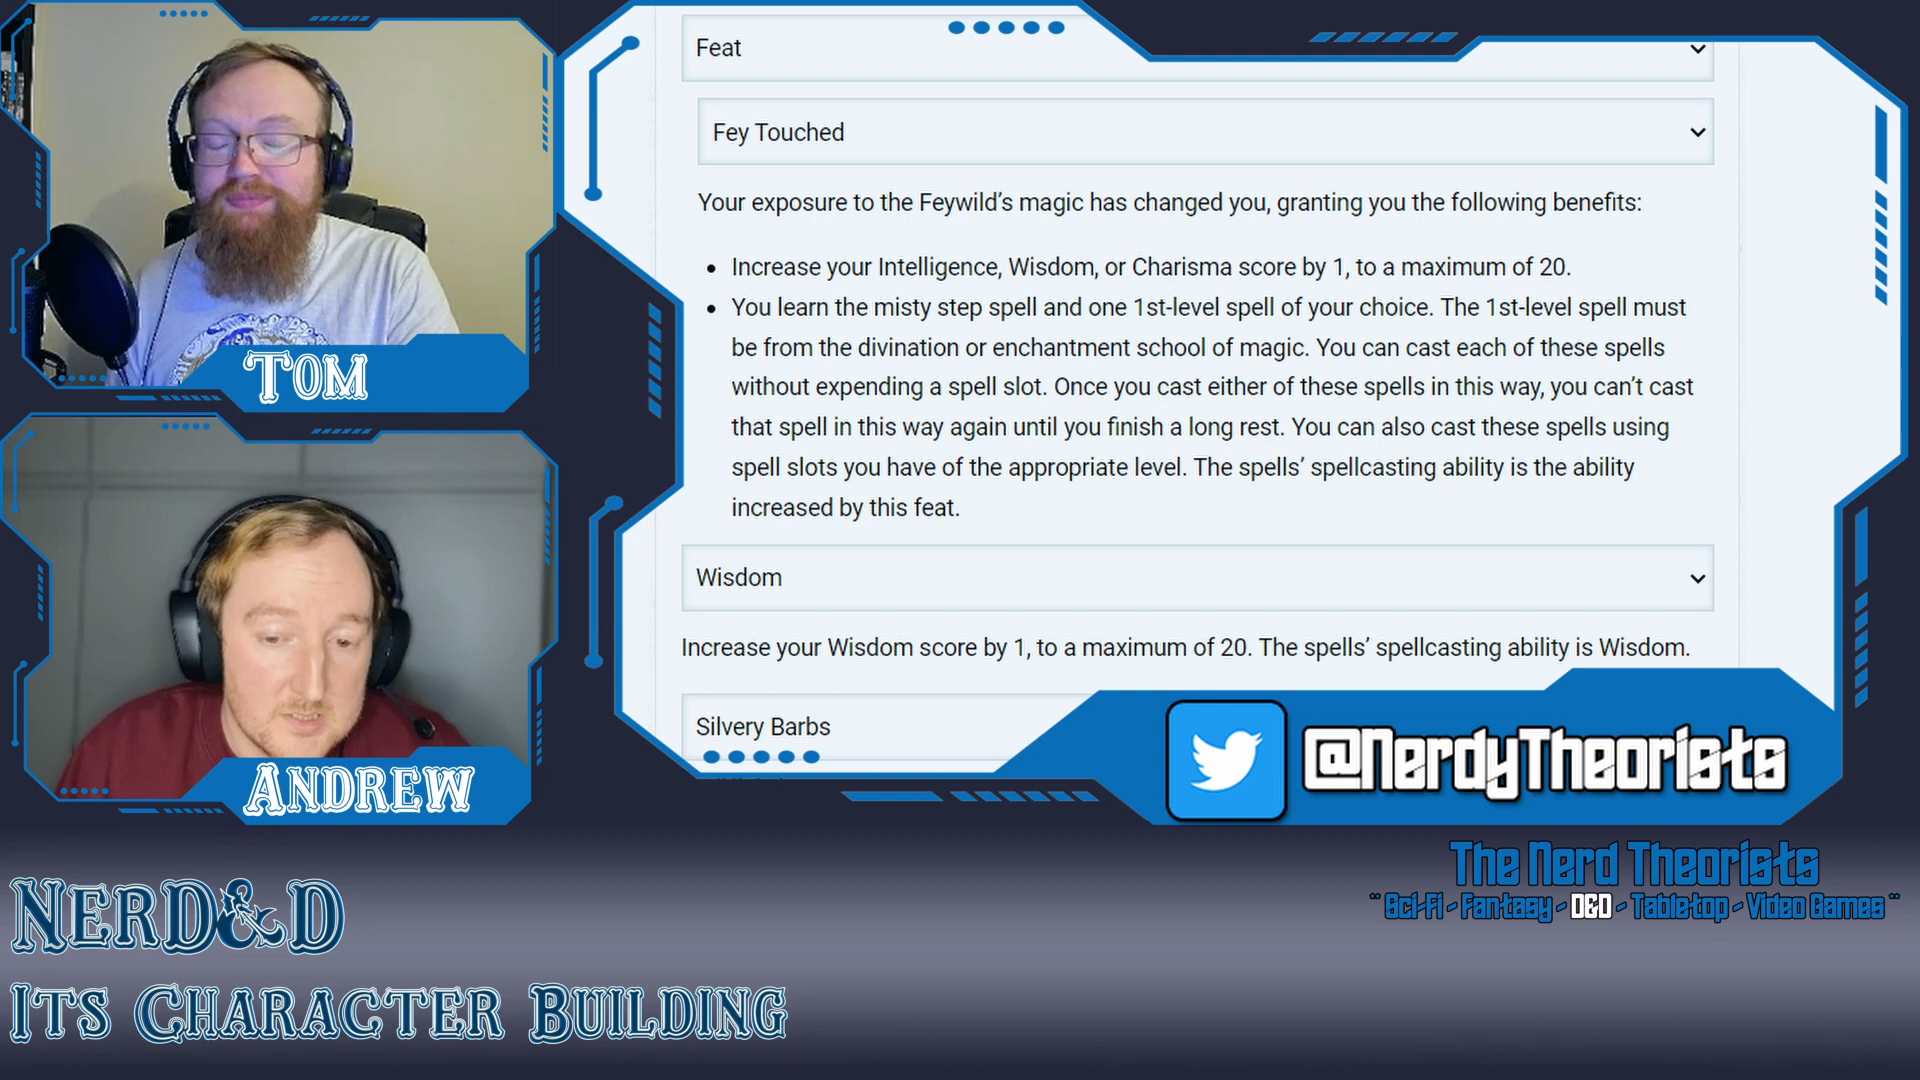 Feat
Fey Touched
Your exposure to the Feywild's magic has changed you, granting you the following benefits:
• Increase your Intelligence, Wisdom, or Charisma score by 1, to a maximum of 20.
• You learn the misty step spell and one 1st-level spell of your choice. The 1st-level spell must
be from the divination or enchantment school of magic. You can cast each of these spells
without expending a spell slot. Once you cast either of these spells in this way, you can't cast
that spell in this way again until you finish a long rest. You can also cast these spells using
spell slots you have of the appropriate level. The spells' spellcasting ability is the ability
increased by this feat.
Wisdom
Increase your Wisdom score by 1, to a maximum of 20. The spells' spellcasting ability is Wisdom.
Silvery Barbs
Tom
Andrew
@NerdyTheorists
The Nerd Theorists
~ Sci-Fi - Fantasy - D&D - Tabletop - Video Games ~
NerD&D
Its Character Building